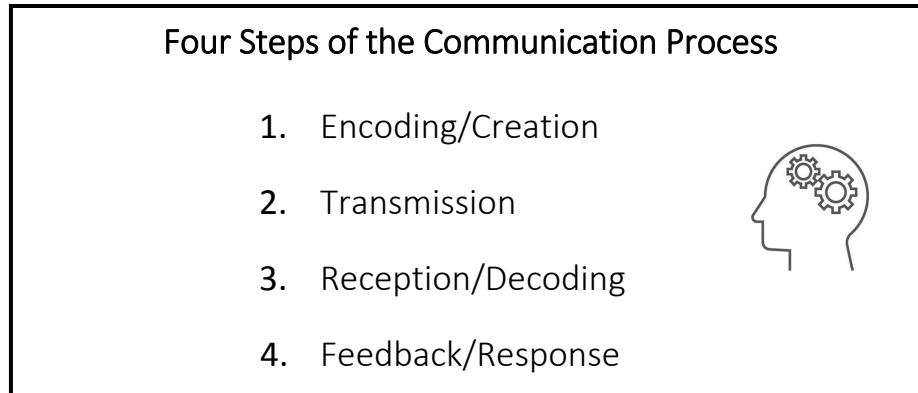 Four Steps of the Communication Process
1. Encoding/Creation
2. Transmission
3. Reception/Decoding
4. Feedback/Response